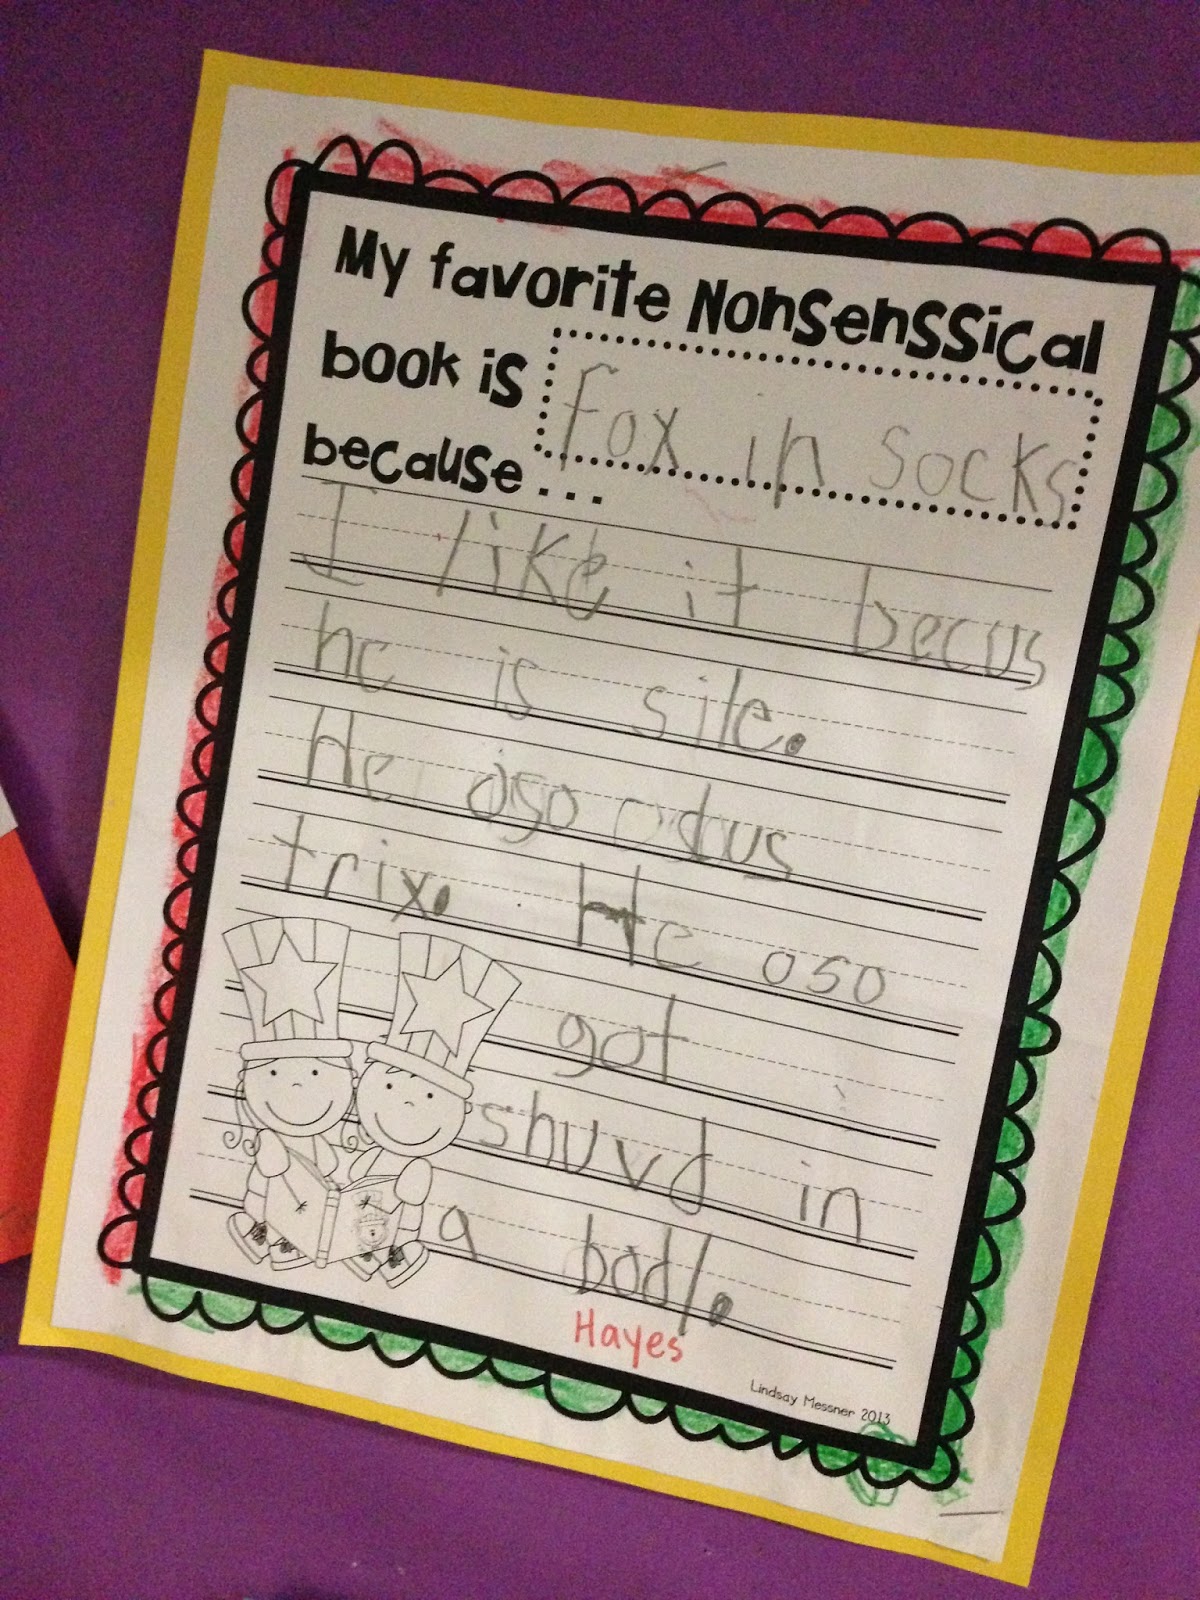 My favorite Nonsenssical
book is fox in socks
because...
I like it becus
he is sile.
He oso dus
trix. He oso
got
shuvd in
a bodl.
Hayes
Lindsay Messner 2013